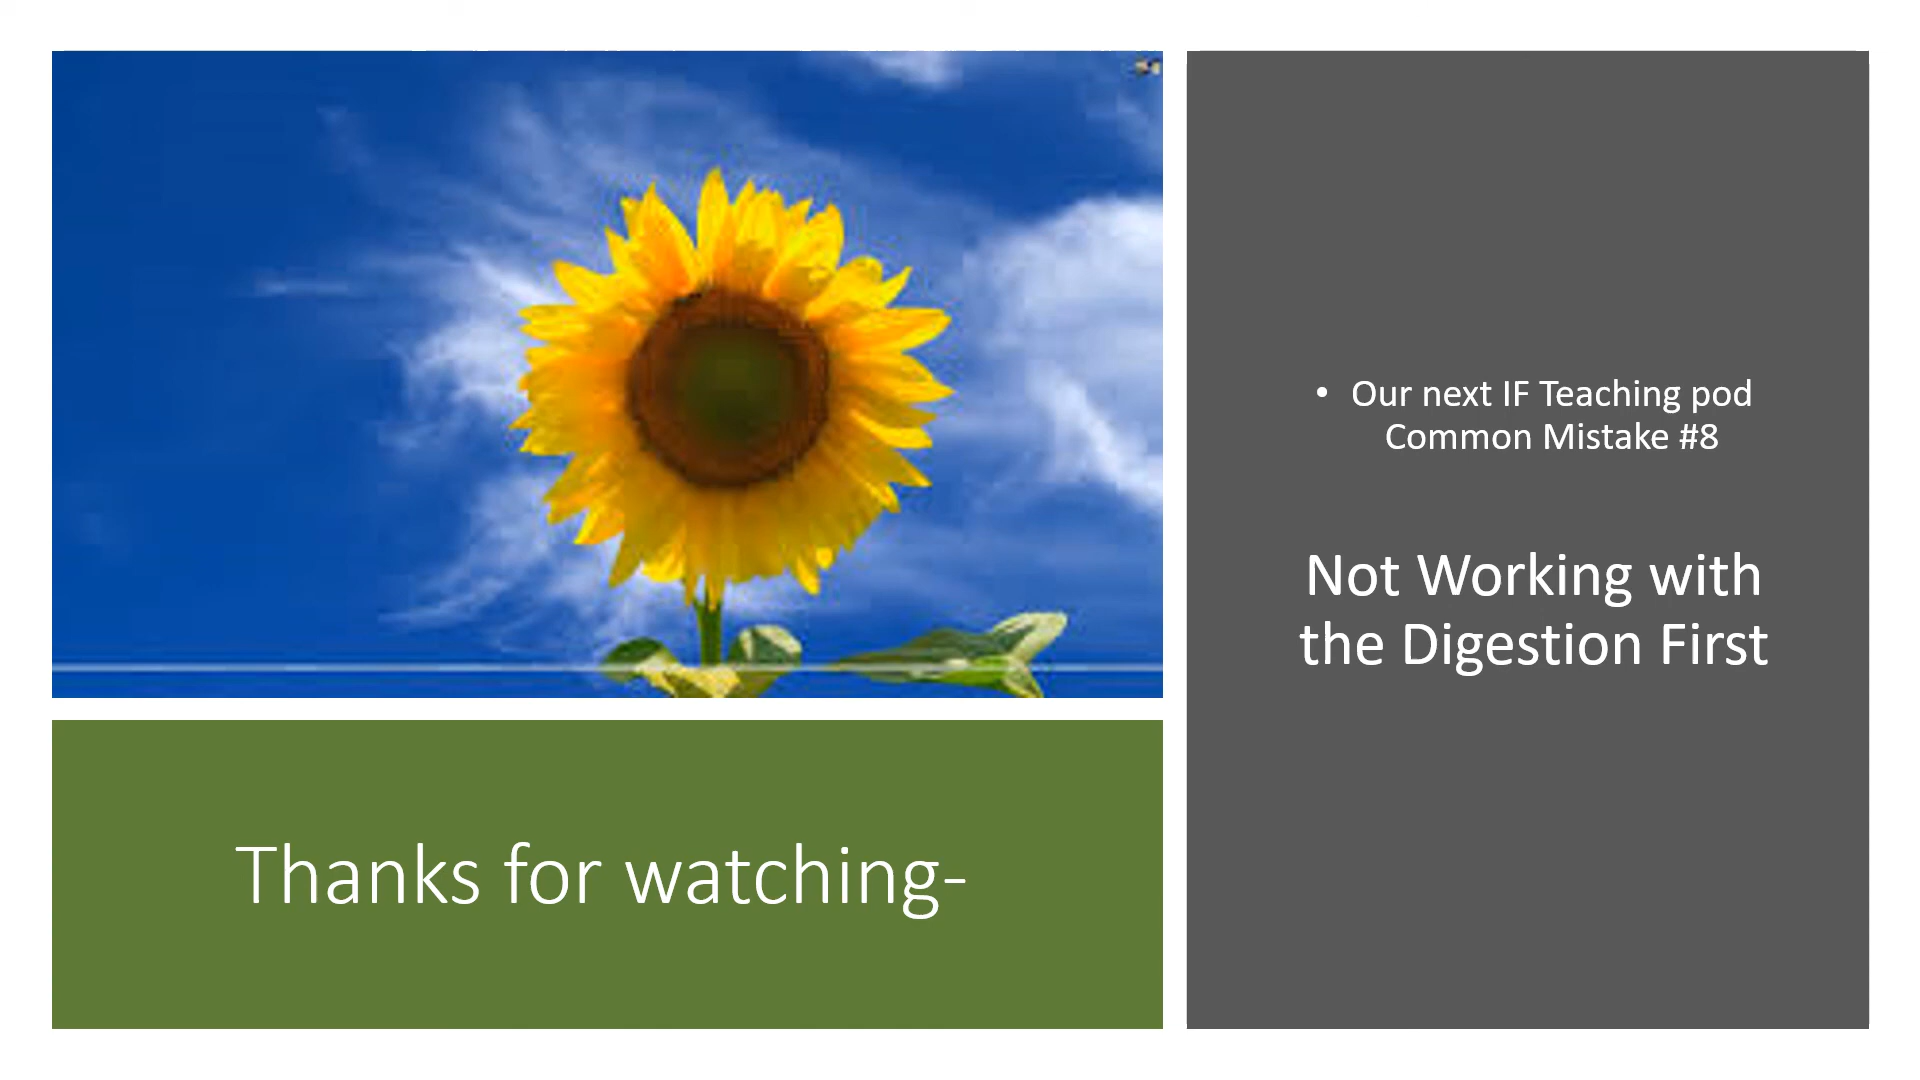 Thanks for watching-
• Our next IF Teaching pod
Common Mistake #8
Not Working with
the Digestion First